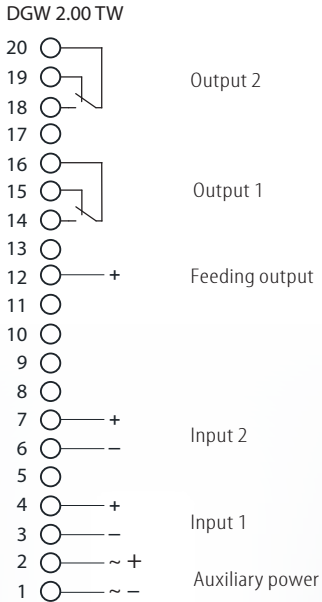 DGW 2.00 TW
20
19
Output 2
18
17
16
15
Output 1
14
13
12 + Feeding output
11
10
9
8
7 +
Input 2
6 −
5
4 +
Input 1
3 −
2 ~ +
Auxiliary power
1 ~ −